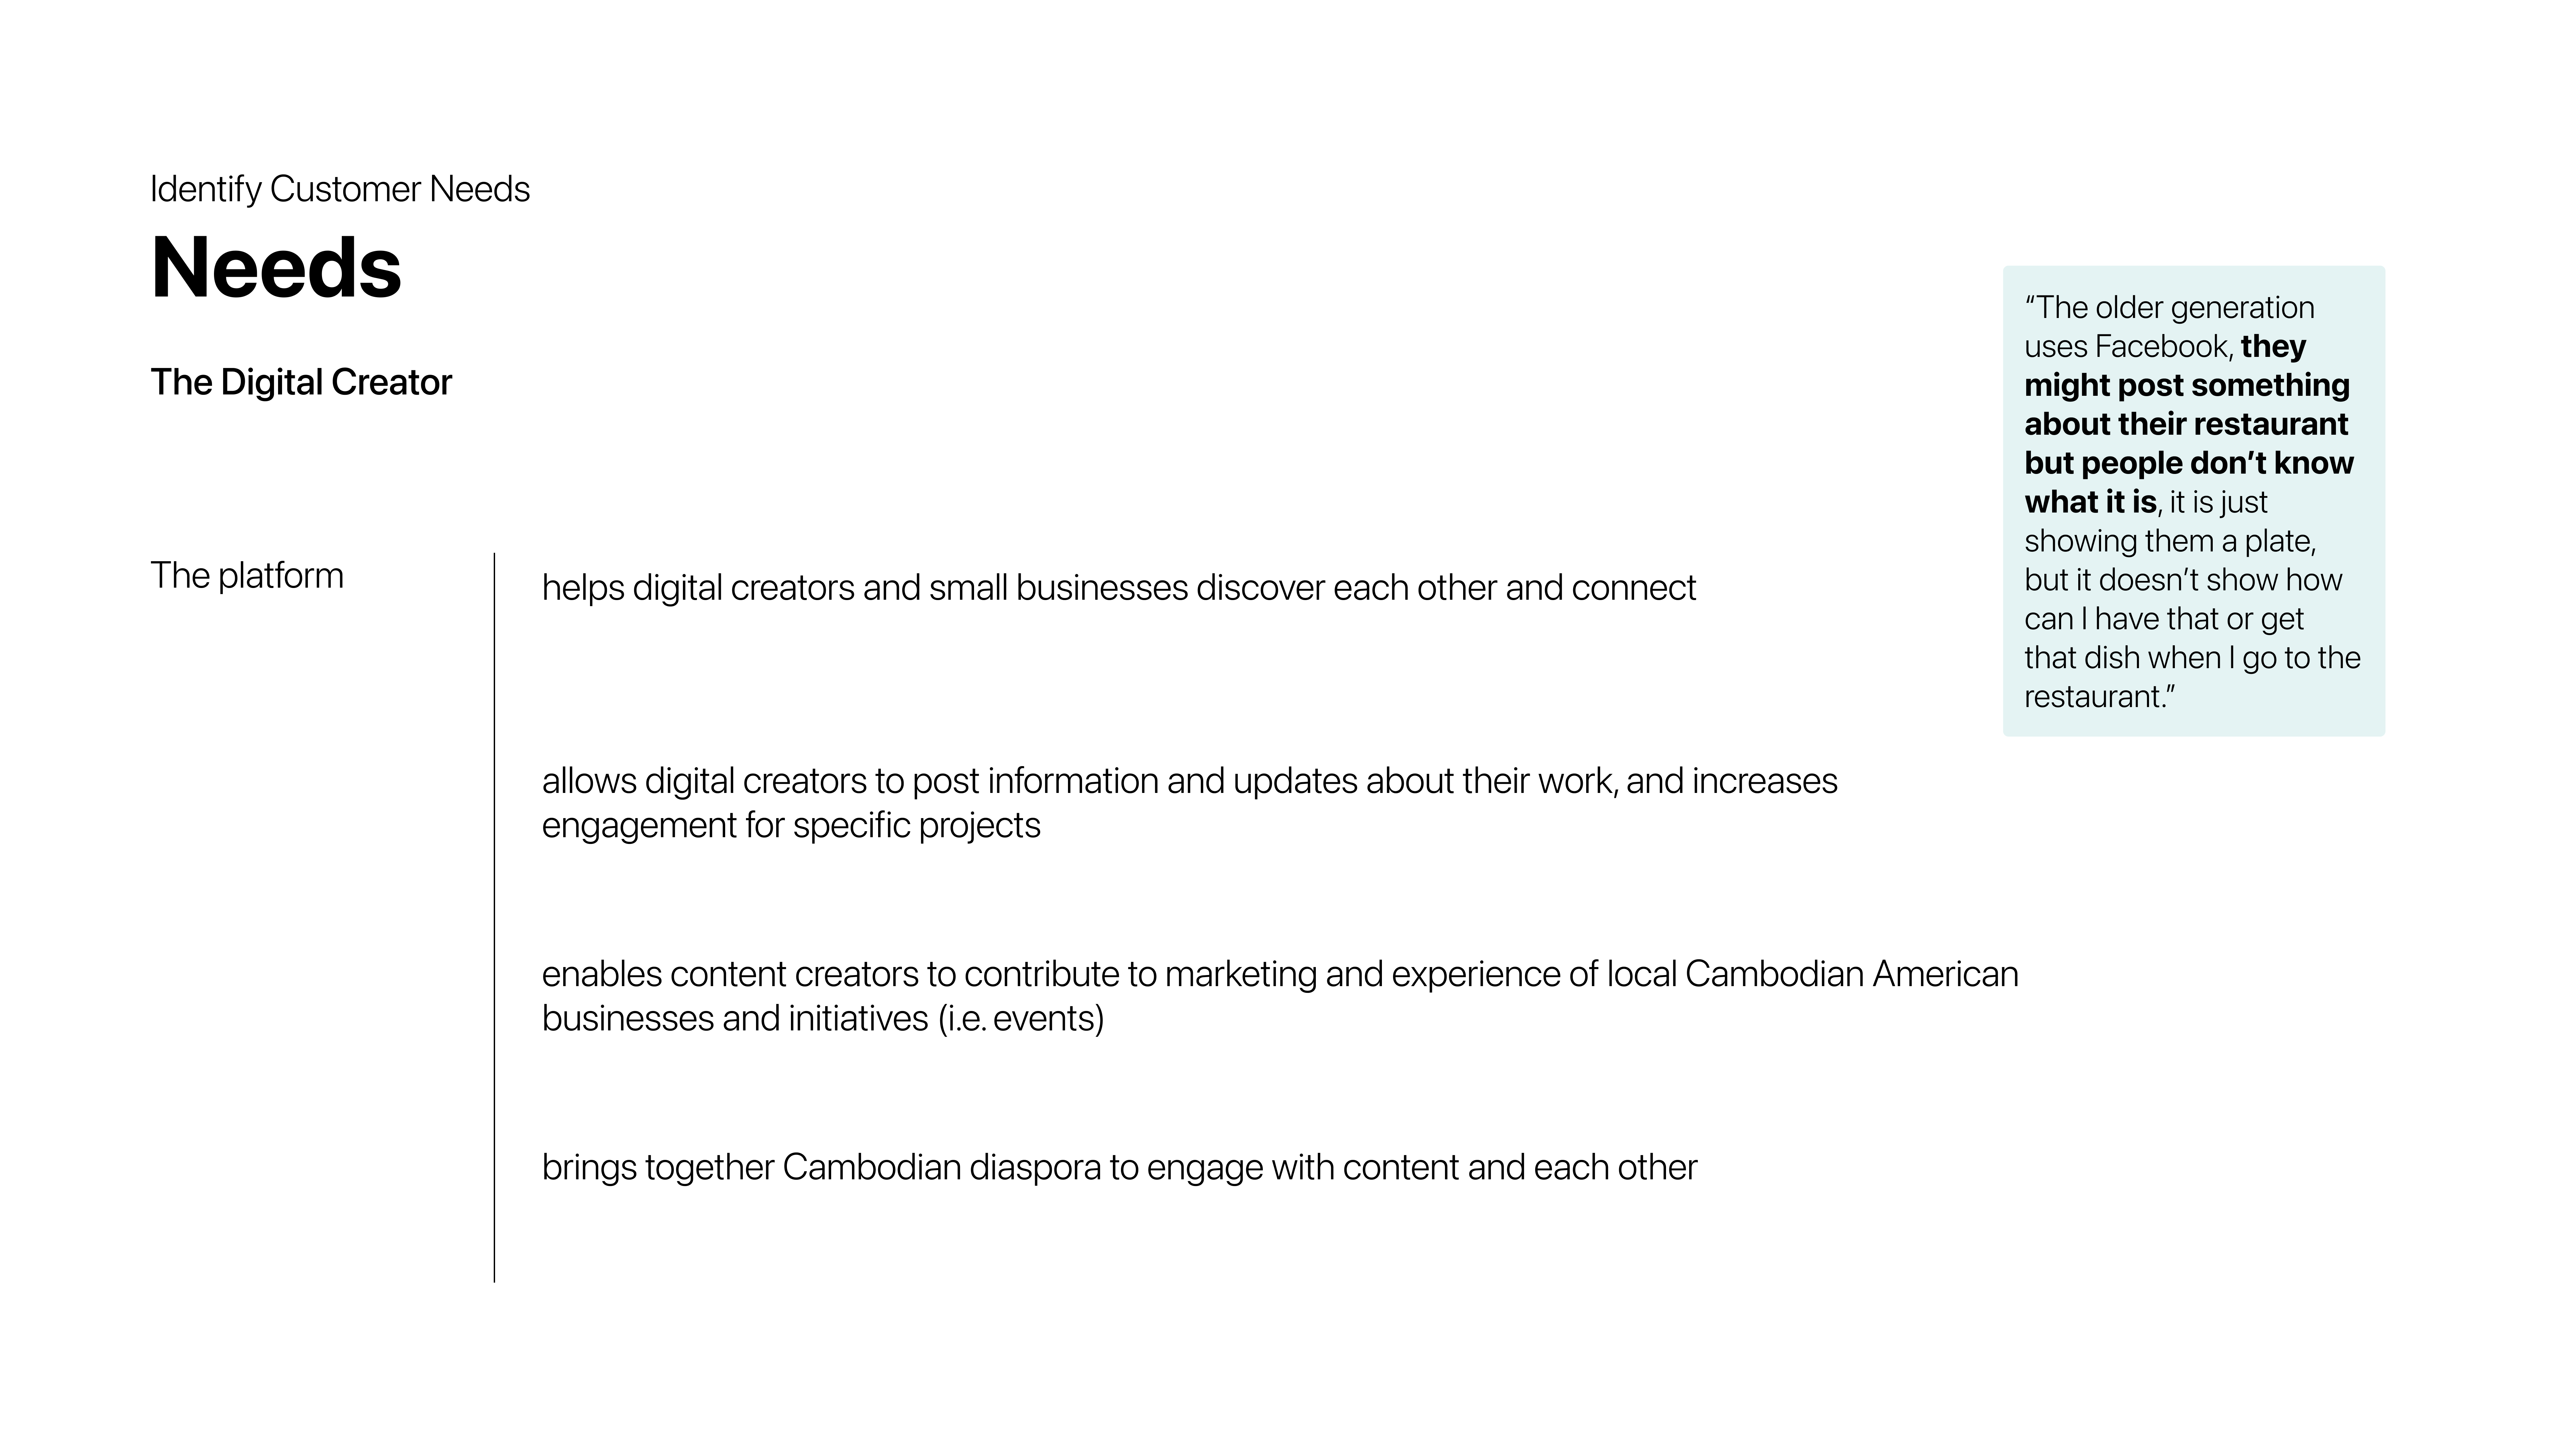 Identify Customer Needs
Needs
The Digital Creator
“The older generation
uses Facebook, they
might post something
about their restaurant
but people don’t know
what it is, it is just
showing them a plate,
but it doesn’t show how
can I have that or get
that dish when I go to the
restaurant.”
The platform
helps digital creators and small businesses discover each other and connect
allows digital creators to post information and updates about their work, and increases
engagement for specific projects
enables content creators to contribute to marketing and experience of local Cambodian American
businesses and initiatives (i.e. events)
brings together Cambodian diaspora to engage with content and each other